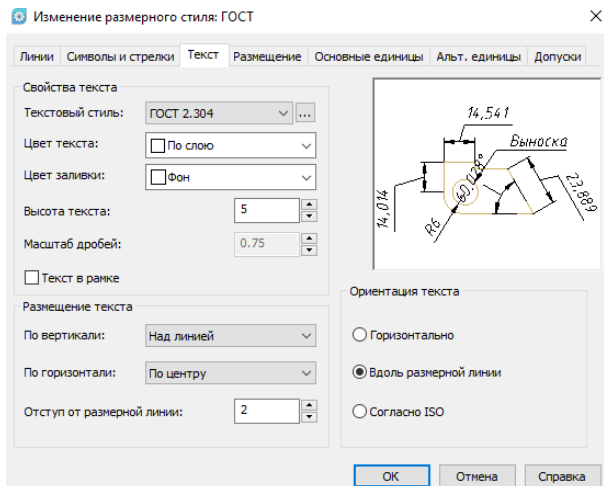 Изменение размерного стиля: ГОСТ
Линии Символы и стрелки Текст Размещение Основные единицы Альт. единицы Допуски
Свойства текста
Текстовый стиль: ГОСТ 2.304 ...
Цвет текста: По слою
Цвет заливки: Фон
Высота текста: 5
Масштаб дробей: 0.75
Текст в рамке
Размещение текста
По вертикали: Над линией
По горизонтали: По центру
Отступ от размерной линии: 2
14,541
Выноска
60,028°
23,889
14,014
R6
Ориентация текста
Горизонтально
Вдоль размерной линии
Согласно ISO
ОК Отмена Справка